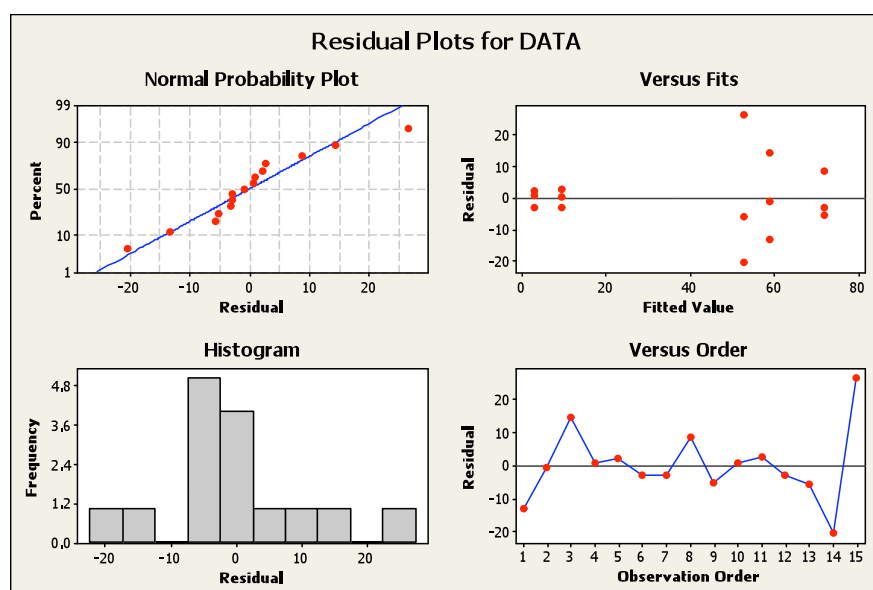 Residual Plots for DATA
Normal Probability Plot
Percent
99
90
50
10
1
-20 -10 0 10 20
Residual
Versus Fits
Residual
20
10
0
-10
-20
0 20 40 60 80
Fitted Value
Histogram
Frequency
4,8
3,6
2,4
1,2
0,0
-20 -10 0 10 20
Residual
Versus Order
Residual
20
10
0
-10
-20
1 2 3 4 5 6 7 8 9 10 11 12 13 14 15
Observation Order